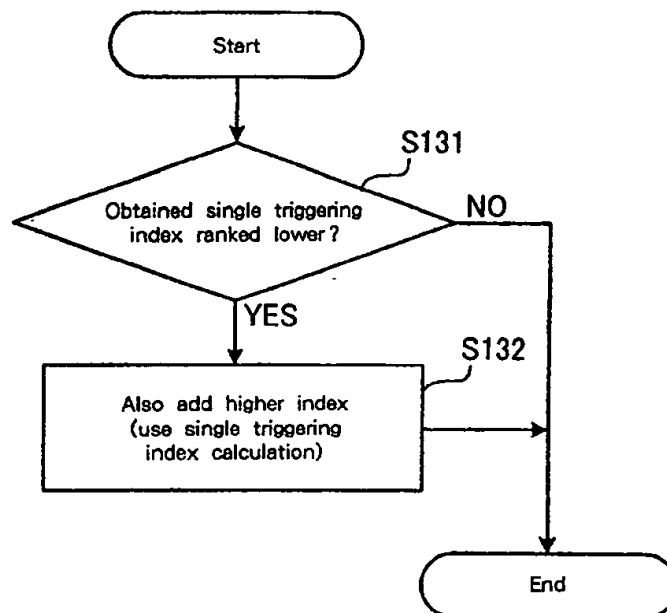 Start
S131
Obtained single triggering
index ranked lower?
NO
YES
S132
Also add higher index
(use single triggering
index calculation)
End